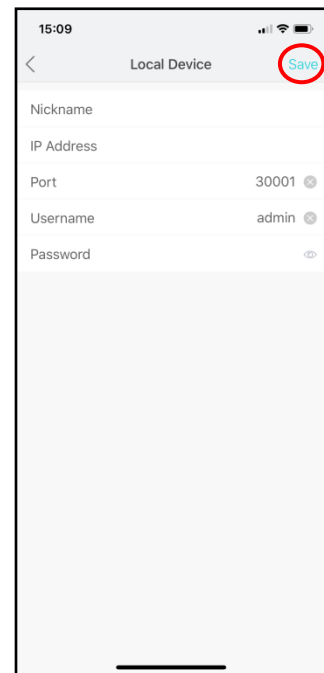 15:09
Local Device Save
Nickname
IP Address
Port 30001
Username admin
Password